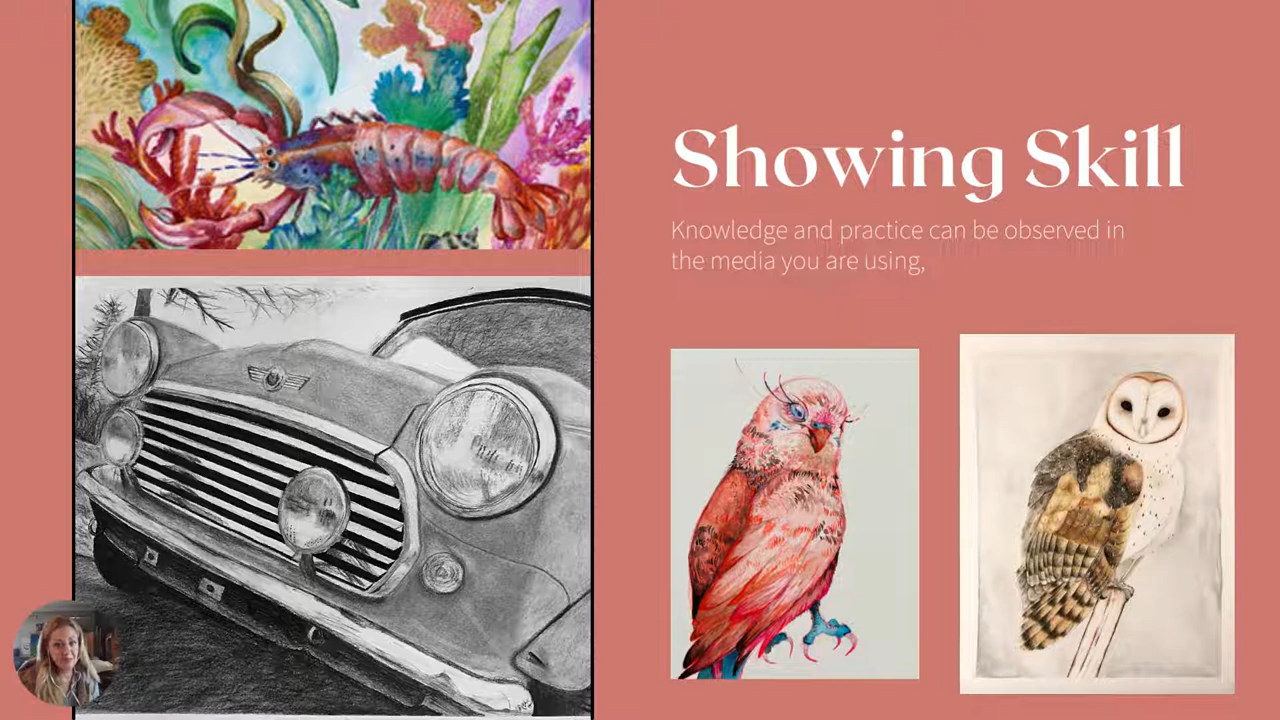 Showing Skill
Knowledge and practice can be observed in
the media you are using,